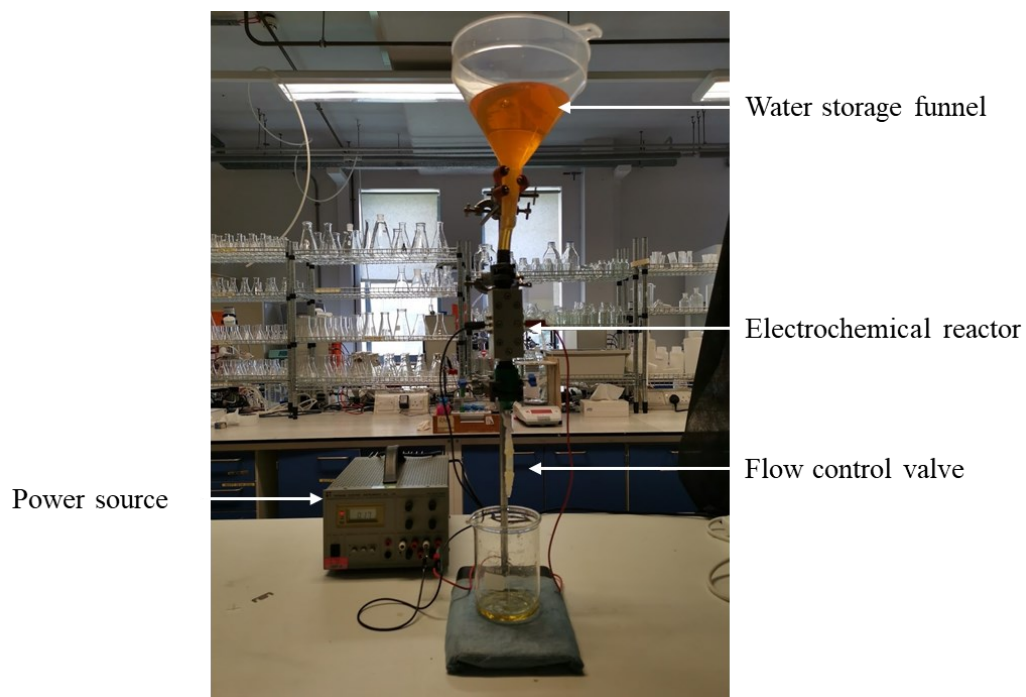 Water storage funnel
Electrochemical reactor
Flow control valve
Power source